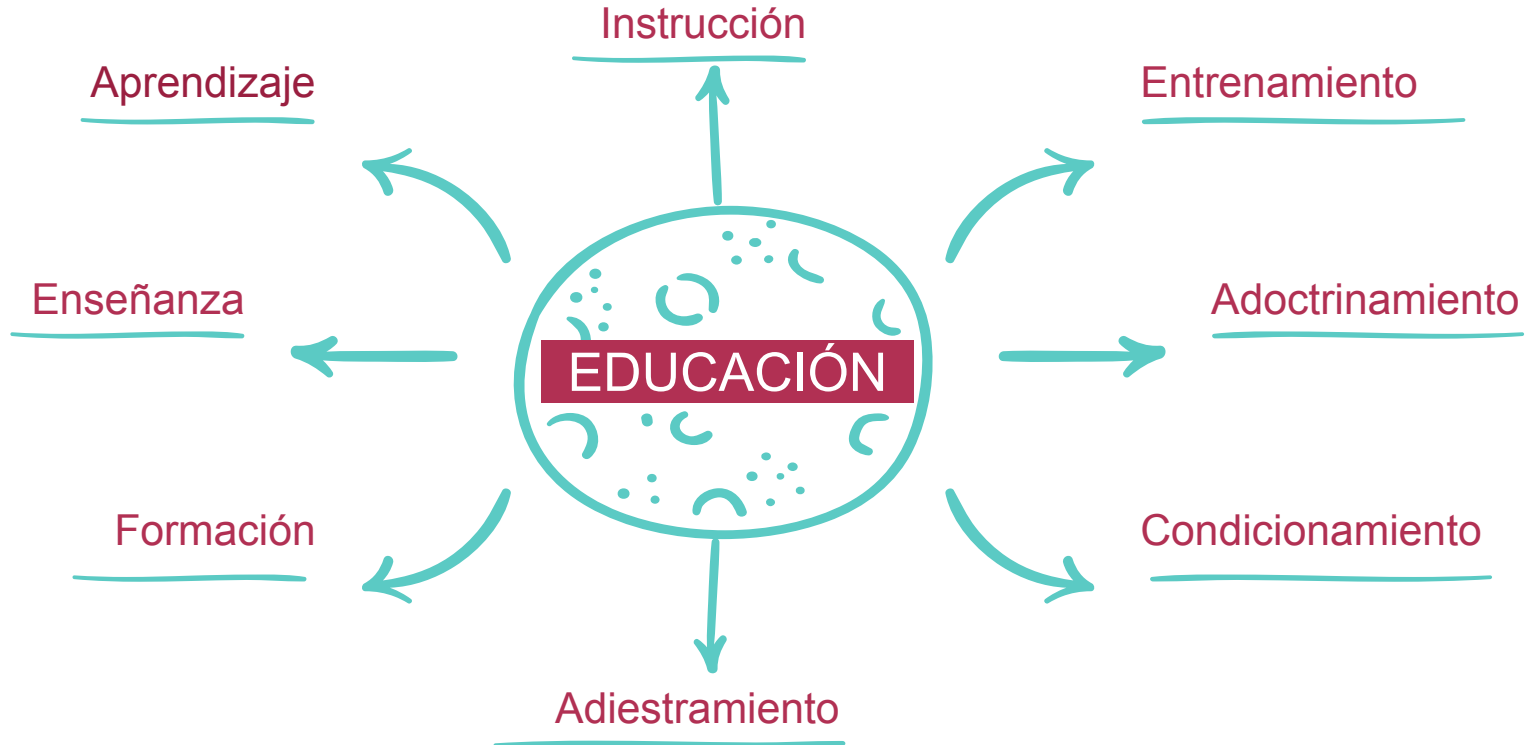 Instrucción
Aprendizaje
Entrenamiento
Enseñanza
Adoctrinamiento
EDUCACIÓN
Formación
Condicionamiento
Adiestramiento